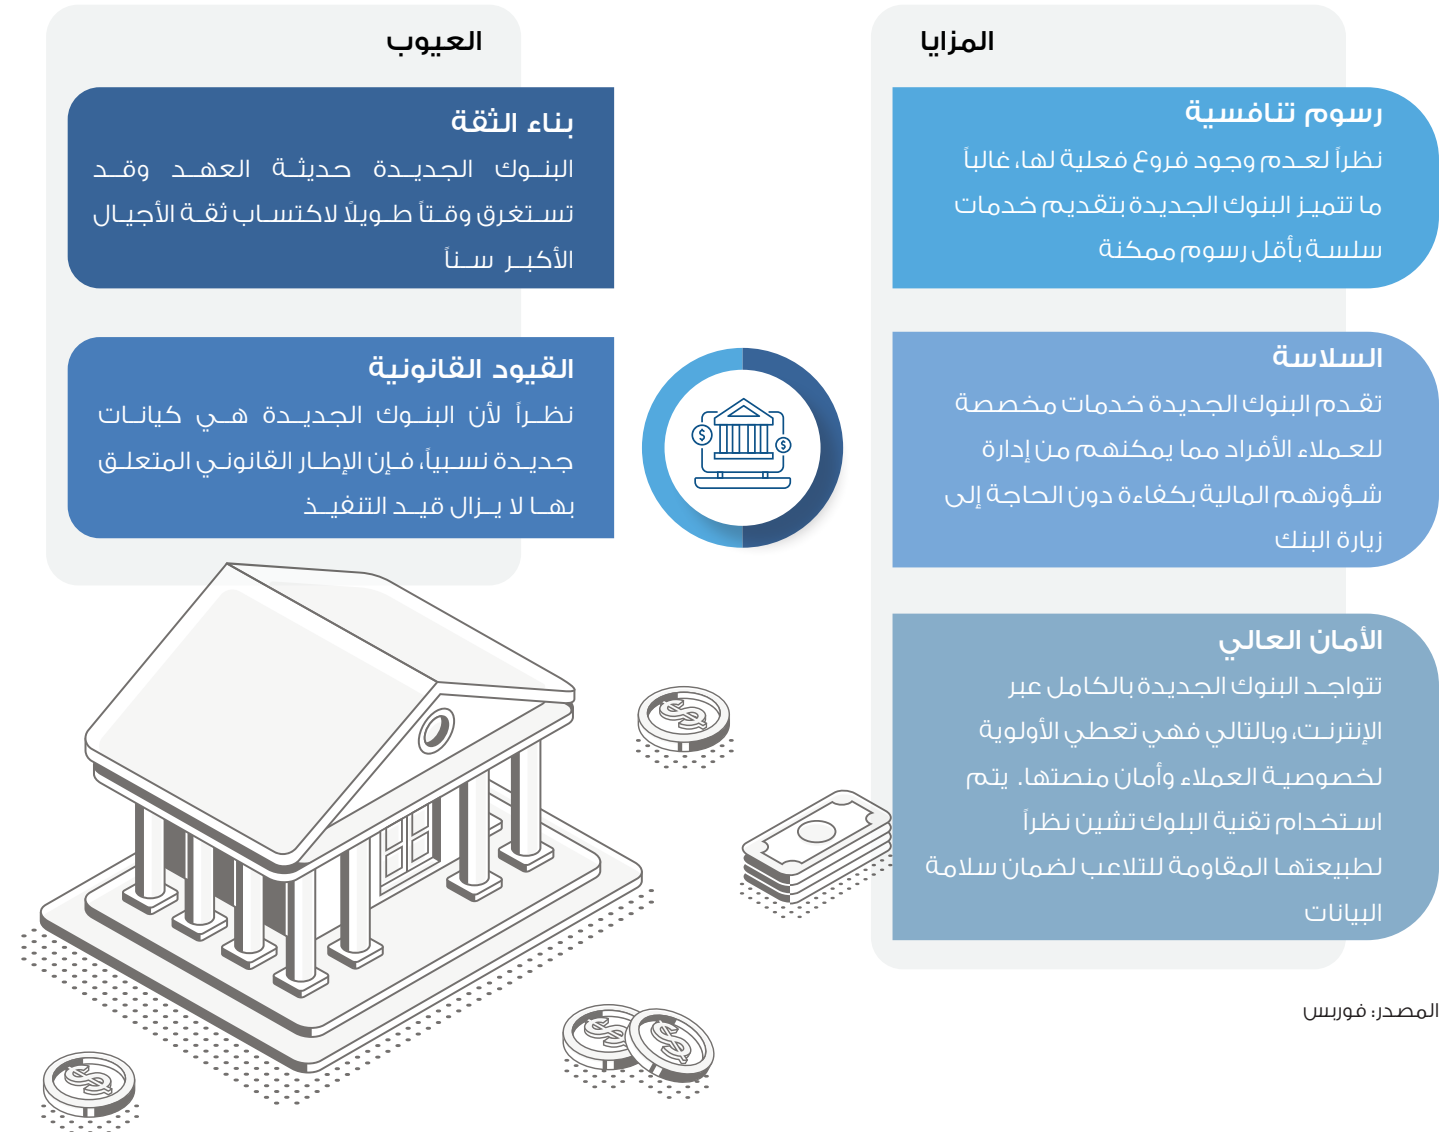 المزايا
رسوم تنافسية
نظراً لعدم وجود فروع فعلية لها، غالباً
ما تتميز البنوك الجديدة بتقديم خدمات
سلسة بأقل رسوم ممكنة
السلاسة
تقدم البنوك الجديدة خدمات مخصصة
للعملاء الأفراد مما يمكنهم من إدارة
شؤونهم المالية بكفاءة دون الحاجة إلى
زيارة البنك
الأمان العالي
تتواجد البنوك الجديدة بالكامل عبر
الإنترنت، وبالتالي فهي تعطي الأولوية
لخصوصية العملاء وأمان منصتها. يتم
استخدام تقنية البلوك تشين نظراً
لطبيعتها المقاومة للتلاعب لضمان سلامة
البيانات
العيوب
بناء الثقة
البنوك الجديدة حديثة العهد وقد
تستغرق وقتاً طويلاً لاكتساب ثقة الأجيال
الأكبر سناً
القيود القانونية
نظراً لأن البنوك الجديدة هي كيانات
جديدة نسبياً، فإن الإطار القانوني المتعلق
بها لا يزال قيد التنفيذ
المصدر: فوربس